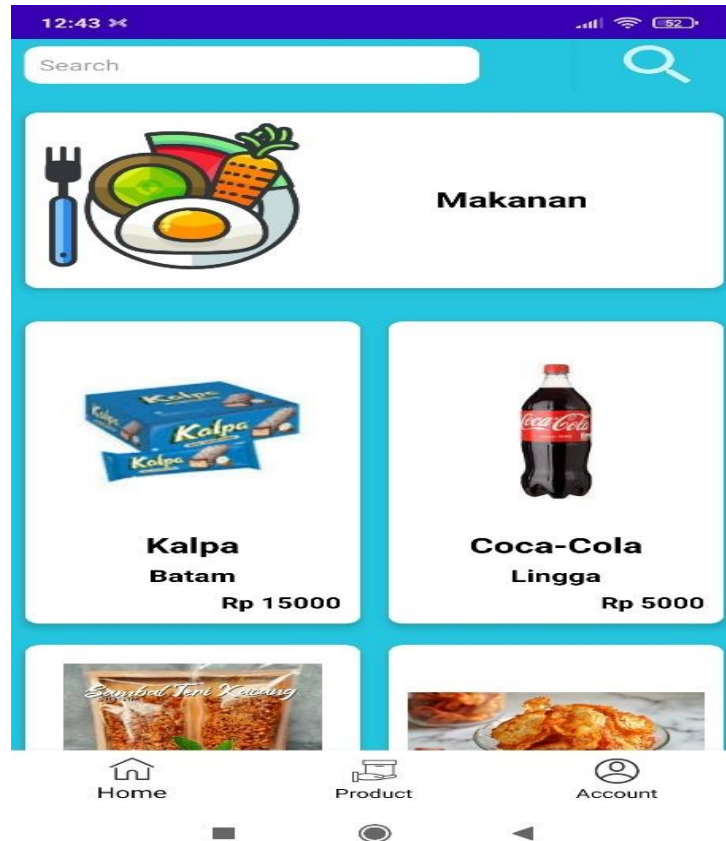 12:43
52
Search
Makanan
Kalpa
Kalpa
Kalpa
Coca-Cola
Kalpa
Batam
Rp 15000
Coca-Cola
Lingga
Rp 5000
Sambal Teri Kacang
Home
Product
Account